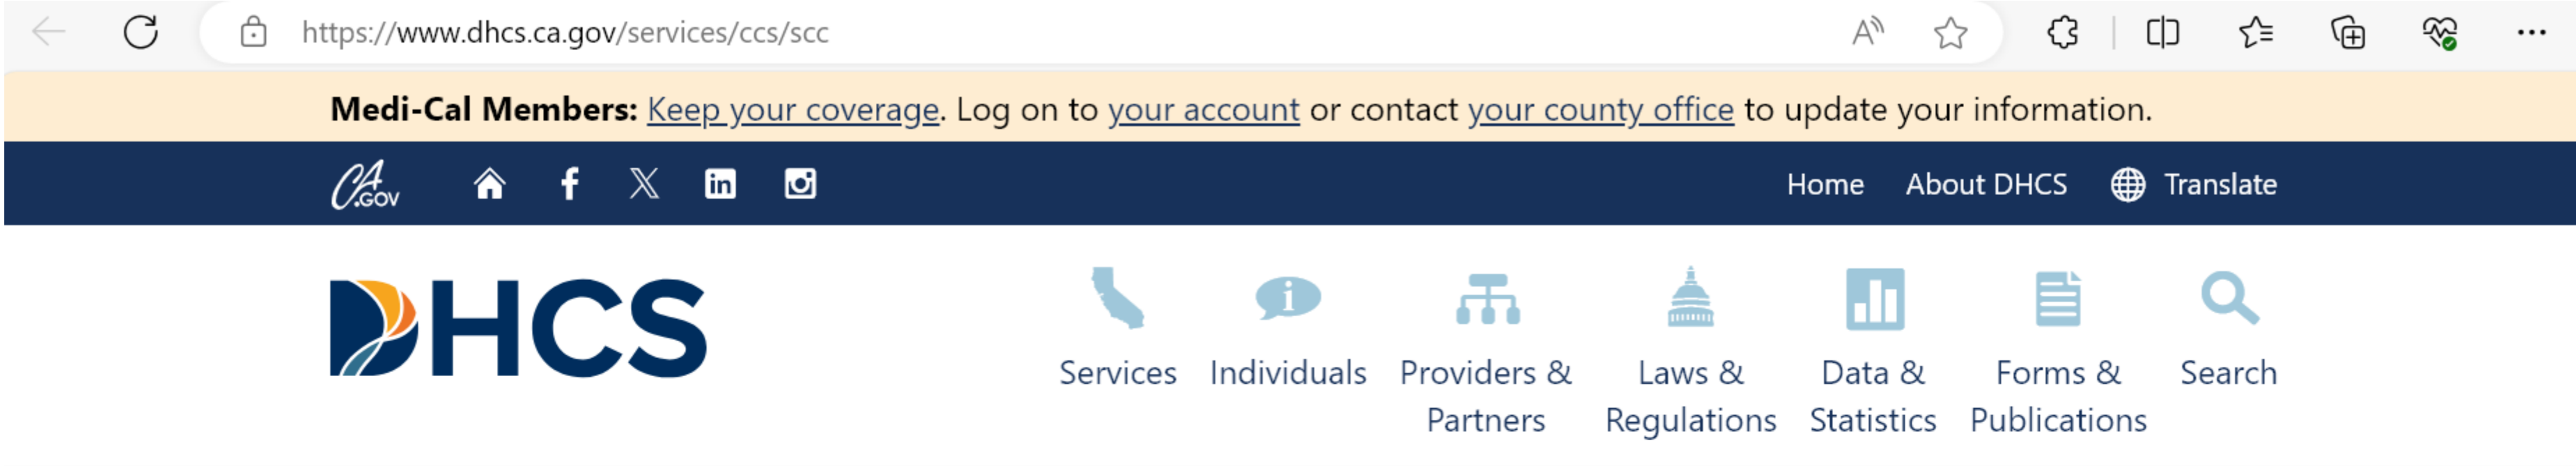 https://www.dhcs.ca.gov/services/ccs/scc
Medi-Cal Members: Keep your coverage. Log on to your account or contact your county office to update your information.
CA.GOV Home About DHCS Translate
DHCS
Services Individuals Providers & Partners Laws & Regulations Data & Statistics Forms & Publications Search